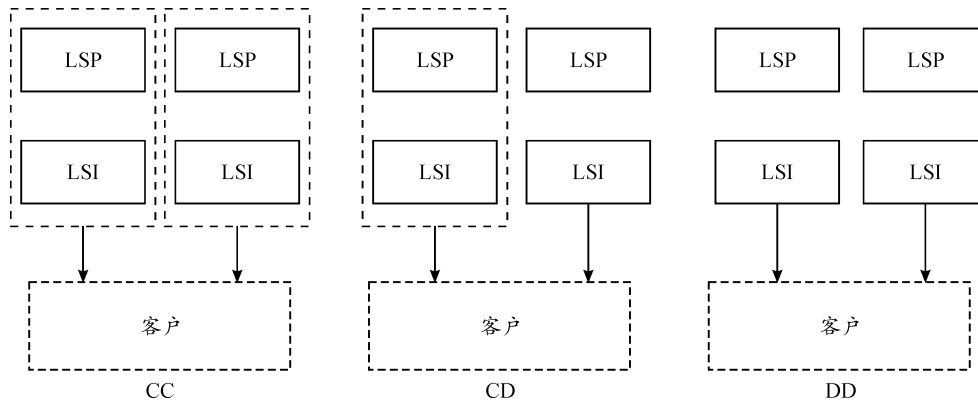 LSP LSP LSP LSP LSP LSP
LSI LSI LSI LSI LSI LSI
客户 客户 客户
CC CD DD